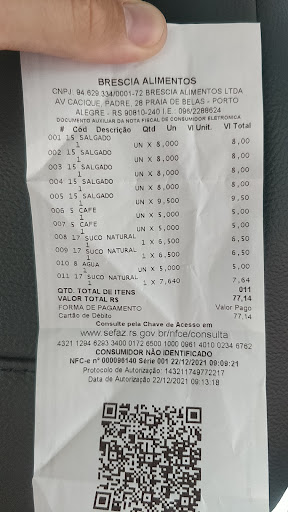 BRESCIA ALIMENTOS
CNPJ: 94 629 334/0001-72 BRESCIA ALIMENTOS LTDA
AV CACIQUE, PADRE, 28 PRAIA DE BELAS - PORTO
ALEGRE - RS 90810-240 I.E.: 096/2286624
DOCUMENTO AUXILIAR DA NOTA FISCAL DE CONSUMIDOR ELETRONICA
# Cód Descrição Qtd Un Vl Unit. Vl Total
001 15 SALGADO
1 UN X 8,000 8,00
002 15 SALGADO
1 UN X 8,000 8,00
003 15 SALGADO
1 UN X 8,000 8,00
004 15 SALGADO
1 UN X 8,000 8,00
005 15 SALGADO
1 UN X 9,500 9,50
006 5 CAFE
1 UN X 5,000 5,00
007 5 CAFE
1 UN X 5,000 5,00
008 17 SUCO NATURAL
1 X 6,500 6,50
009 17 SUCO NATURAL
1 X 6,500 6,50
010 8 AGUA
1 UN X 5,000 5,00
011 17 SUCO NATURAL
1 X 7,640 7,64
QTD. TOTAL DE ITENS 011
VALOR TOTAL R$ 77,14
FORMA DE PAGAMENTO Valor Pago
Cartão de Débito 77,14
Consulte pela Chave de Acesso em
www.sefaz.rs.gov.br/nfce/consulta
4321 1294 6293 3400 0172 6500 1000 0961 4010 0234 6762
CONSUMIDOR NÃO IDENTIFICADO
NFC-e nº 000096140 Série 001 22/12/2021 09:09:21
Protocolo de Autorização: 143211749772217
Data de Autorização 22/12/2021 09:13:18